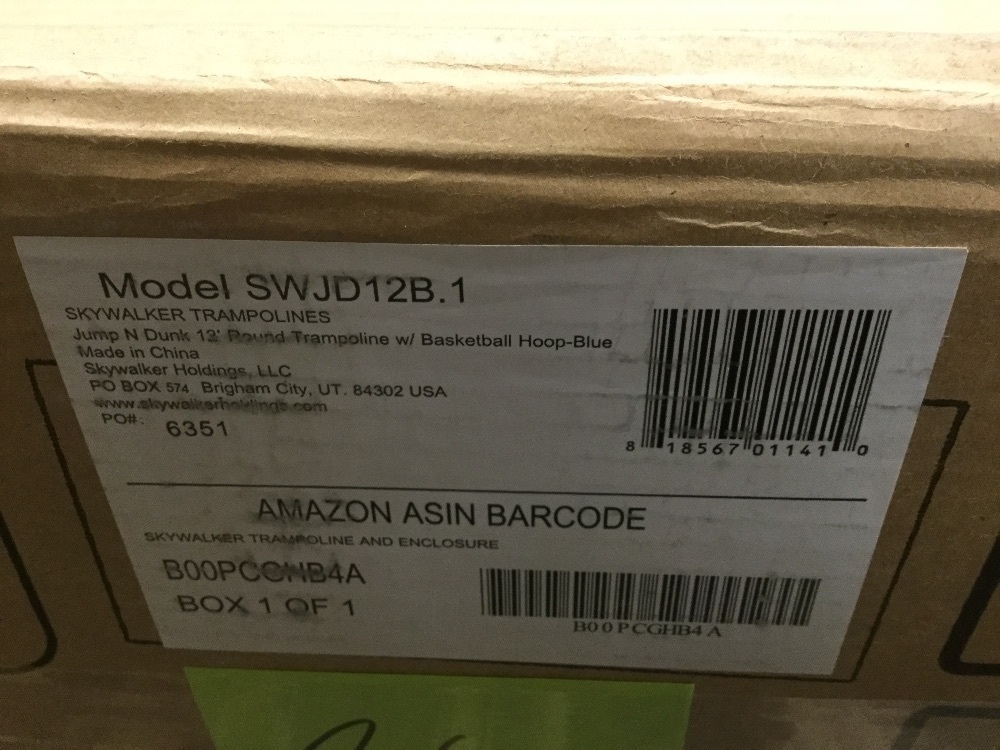 Model SWJD12B.1
SKYWALKER TRAMPOLINES
Jump N Dunk 12' Round Trampoline w/ Basketball Hoop-Blue
Made in China
Skywalker Holdings, LLC
PO BOX 574 Brigham City, UT. 84302 USA
www.skywalkerholdings.com
PO#: 6351
8 18567 01141 0
AMAZON ASIN BARCODE
SKYWALKER TRAMPOLINE AND ENCLOSURE
B00PCGHB4A
BOX 1 OF 1
B00PCGHB4A